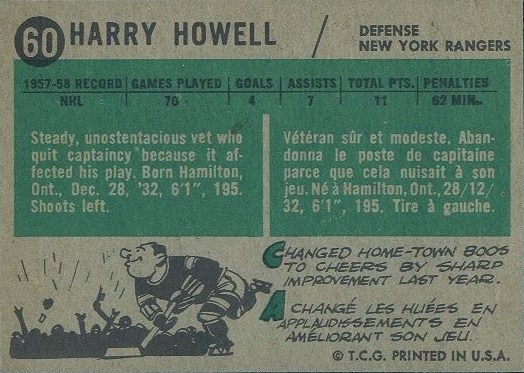 60 HARRY HOWELL / DEFENSE
NEW YORK RANGERS
1957-58 RECORD GAMES PLAYED GOALS ASSISTS TOTAL PTS. PENALTIES
NHL 70 4 7 11 62 MIN.
Steady, unostentacious vet who
quit captaincy because it af-
fected his play. Born Hamilton,
Ont., Dec. 28, '32, 6'1", 195.
Shoots left.
Vétéran sûr et modeste. Aban-
donna le poste de capitaine
parce que cela nuisait à son
jeu. Né à Hamilton, Ont., 28/12/
32, 6'1", 195. Tire à gauche.
CHANGED HOME-TOWN BOOS
TO CHEERS BY SHARP
IMPROVEMENT LAST YEAR.
A CHANGÉ LES HUÉES EN
APPLAUDISSEMENTS EN
AMÉLIORANT SON JEU.
© T.C.G. PRINTED IN U.S.A.